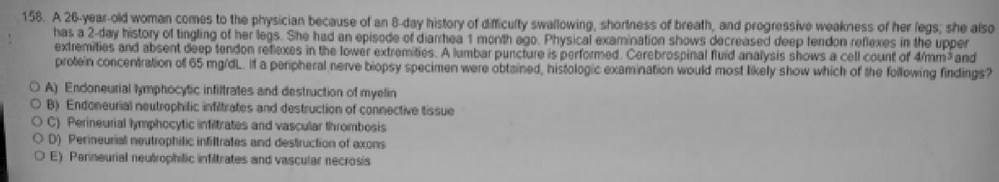 158. A 26-year-old woman comes to the physician because of an 8-day history of difficulty swallowing, shortness of breath, and progressive weakness of her legs; she also
has a 2-day history of tingling of her legs. She had an episode of diarrhea 1 month ago. Physical examination shows decreased deep tendon reflexes in the upper
extremities and absent deep tendon reflexes in the lower extremities. A lumbar puncture is performed. Cerebrospinal fluid analysis shows a cell count of 4/mm³ and
protein concentration of 65 mg/dL. If a peripheral nerve biopsy specimen were obtained, histologic examination would most likely show which of the following findings?
A) Endoneurial lymphocytic infiltrates and destruction of myelin
B) Endoneurial neutrophilic infiltrates and destruction of connective tissue
C) Perineurial lymphocytic infiltrates and vascular thrombosis
D) Perineurial neutrophilic infiltrates and destruction of axons
E) Perineurial neutrophilic infiltrates and vascular necrosis